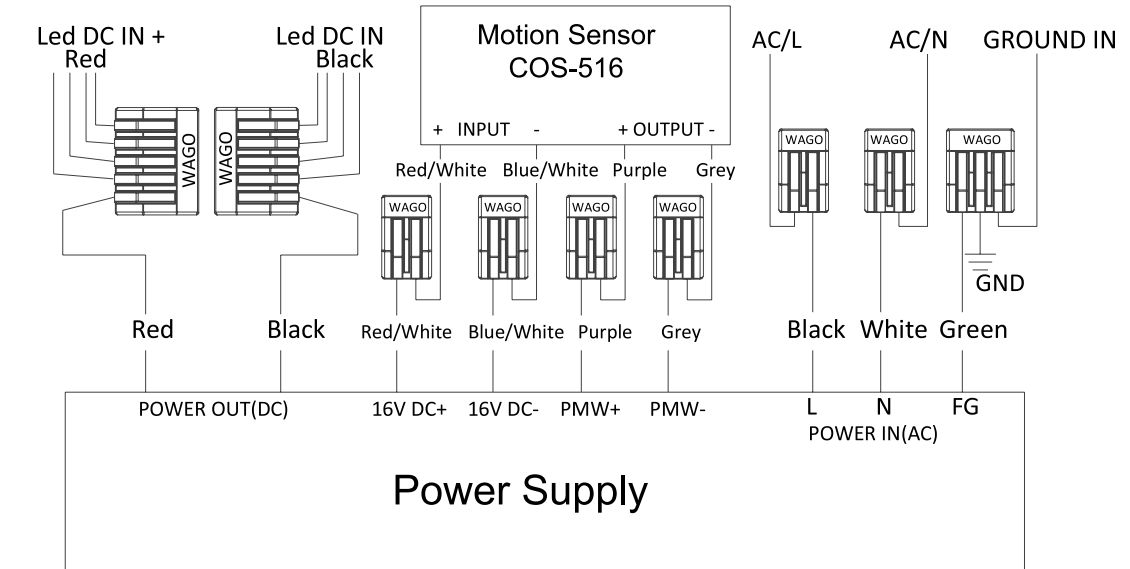 Led DC IN +
Red
Led DC IN
Black
Motion Sensor
COS-516
AC/L
AC/N
GROUND IN
+ INPUT -
+ OUTPUT -
WAGO
WAGO
WAGO
WAGO
WAGO
Red/White
Blue/White
Purple
Grey
WAGO
WAGO
WAGO
WAGO
GND
Red
Black
Red/White
Blue/White
Purple
Grey
Black
White
Green
POWER OUT(DC)
16V DC+
16V DC-
PMW+
PMW-
L
N
FG
POWER IN(AC)
Power Supply